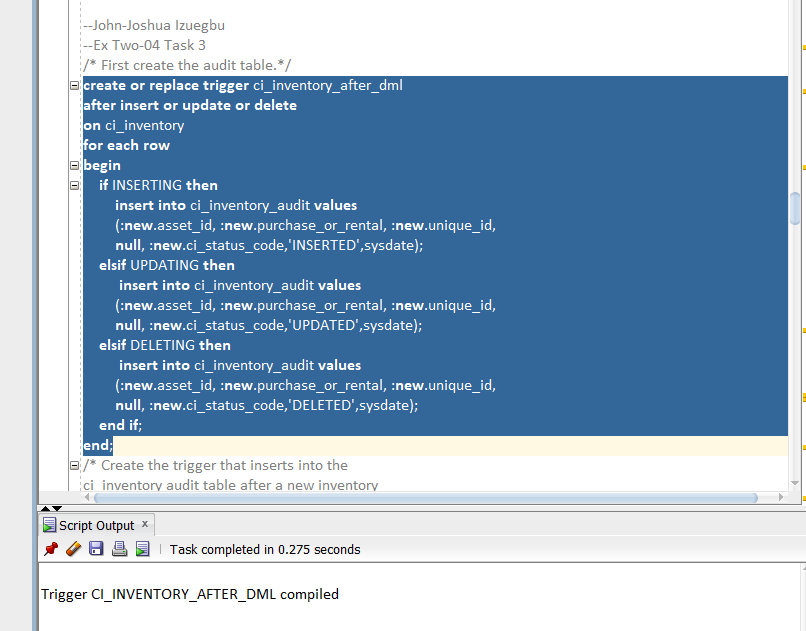 --John-Joshua Izuegbu
--Ex Two-04 Task 3
/* First create the audit table.*/
create or replace trigger ci_inventory_after_dml
after insert or update or delete
on ci_inventory
for each row
begin
if INSERTING then
insert into ci_inventory_audit values
(:new.asset_id, :new.purchase_or_rental, :new.unique_id,
null, :new.ci_status_code,'INSERTED',sysdate);
elsif UPDATING then
insert into ci_inventory_audit values
(:new.asset_id, :new.purchase_or_rental, :new.unique_id,
null, :new.ci_status_code,'UPDATED',sysdate);
elsif DELETING then
insert into ci_inventory_audit values
(:new.asset_id, :new.purchase_or_rental, :new.unique_id,
null, :new.ci_status_code,'DELETED',sysdate);
end if;
end;
/* Create the trigger that inserts into the
ci_inventory audit table after a new inventory
Script Output x
Task completed in 0.275 seconds
Trigger CI_INVENTORY_AFTER_DML compiled